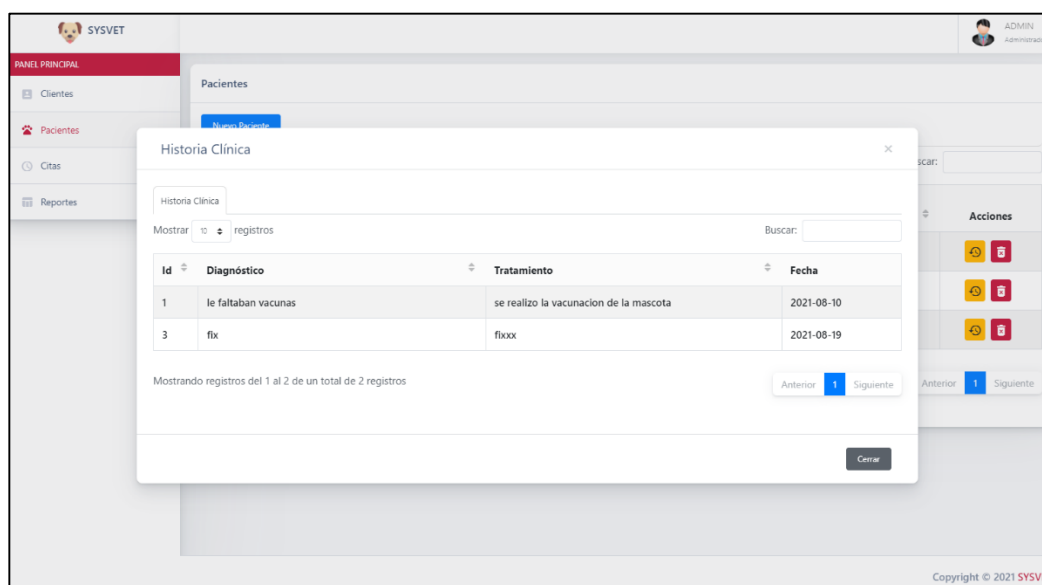 SYSVET
ADMIN
Administrad
PANEL PRINCIPAL
Clientes
Pacientes
Citas
Reportes
Pacientes
Nuevo Paciente
scar:
Acciones
Historia Clínica
×
Historia Clínica
Mostrar 10 registros
Buscar:
Id Diagnóstico Tratamiento Fecha
1 le faltaban vacunas se realizo la vacunacion de la mascota 2021-08-10
3 fix fixxx 2021-08-19
Mostrando registros del 1 al 2 de un total de 2 registros
Anterior 1 Siguiente
Anterior 1 Siguiente
Cerrar
Copyright © 2021 SYSV